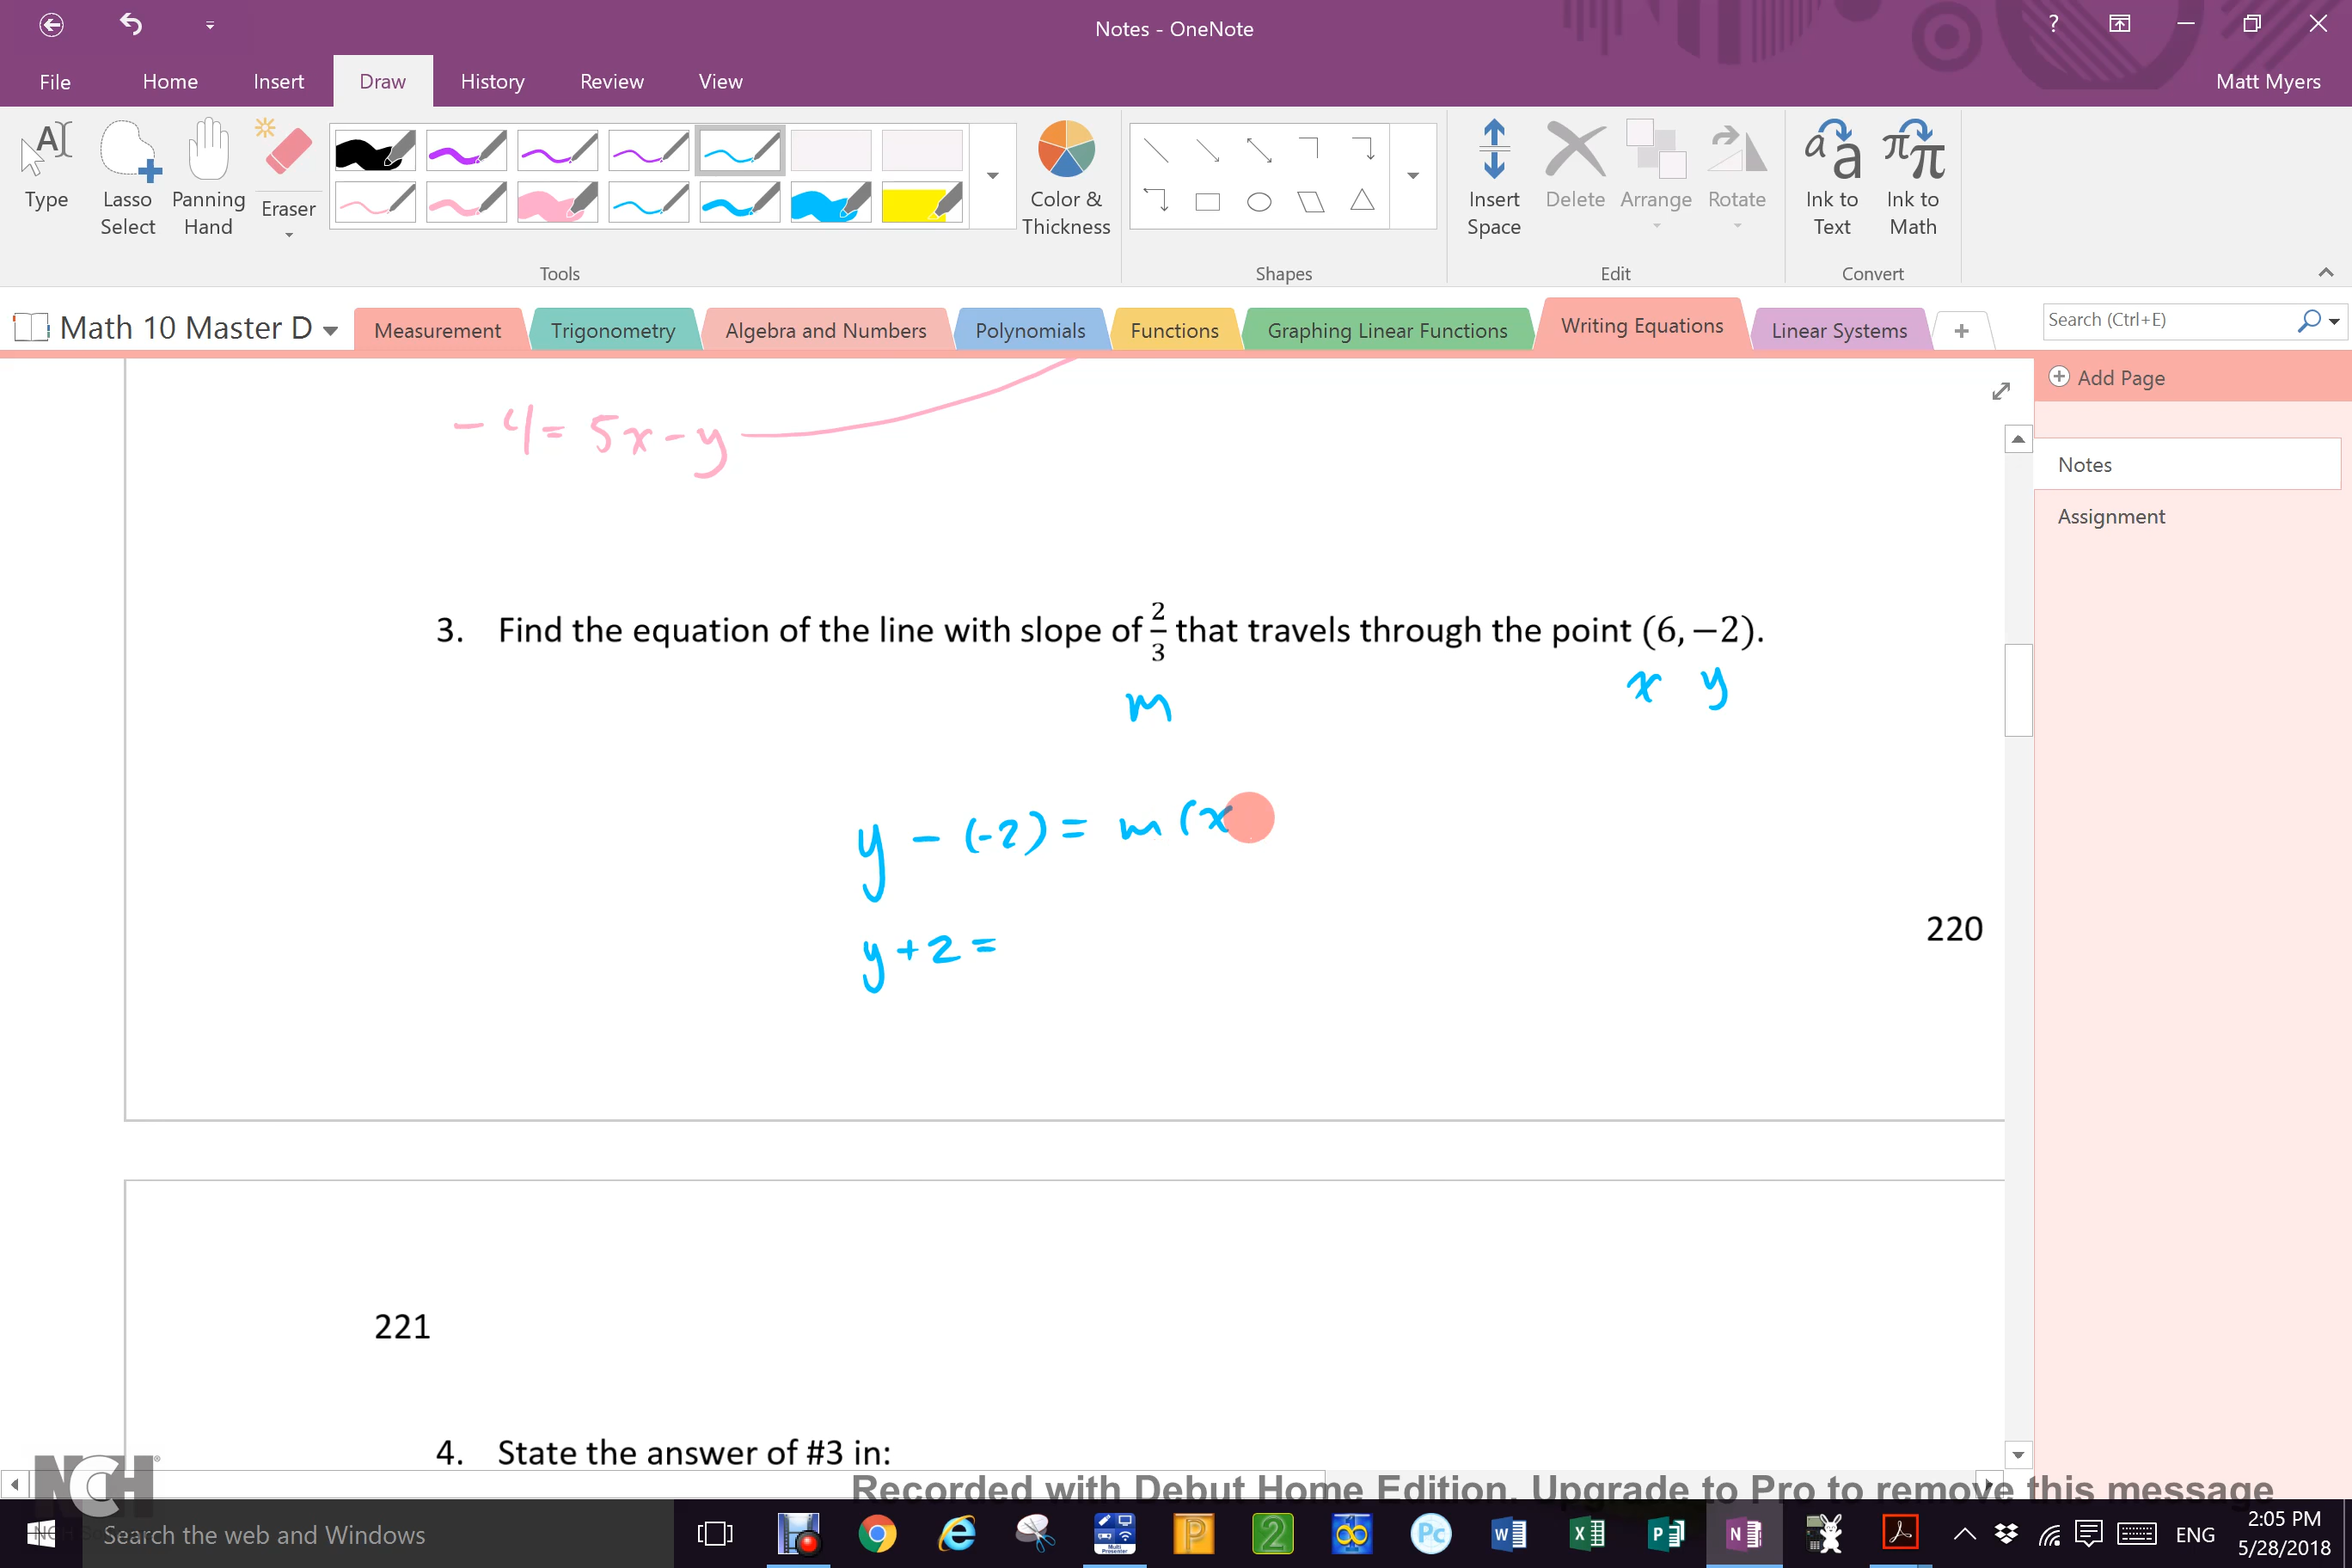 Notes - OneNote
?
File Home Insert Draw History Review View
Matt Myers
Type
Lasso Select
Panning Hand
Eraser
Color & Thickness
Insert Space
Delete
Arrange
Rotate
Ink to Text
Ink to Math
Tools
Shapes
Edit
Convert
Math 10 Master D
Measurement
Trigonometry
Algebra and Numbers
Polynomials
Functions
Graphing Linear Functions
Writing Equations
Linear Systems
+
Search (Ctrl+E)
Add Page
Notes
Assignment
-4 = 5x - y
3. Find the equation of the line with slope of 2/3 that travels through the point (6, −2).
m
x y
y - (-2) = m (x
y + 2 =
220
221
4. State the answer of #3 in:
NCH
Recorded with Debut Home Edition. Upgrade to Pro to remove this message
Search the web and Windows
ENG
2:05 PM
5/28/2018